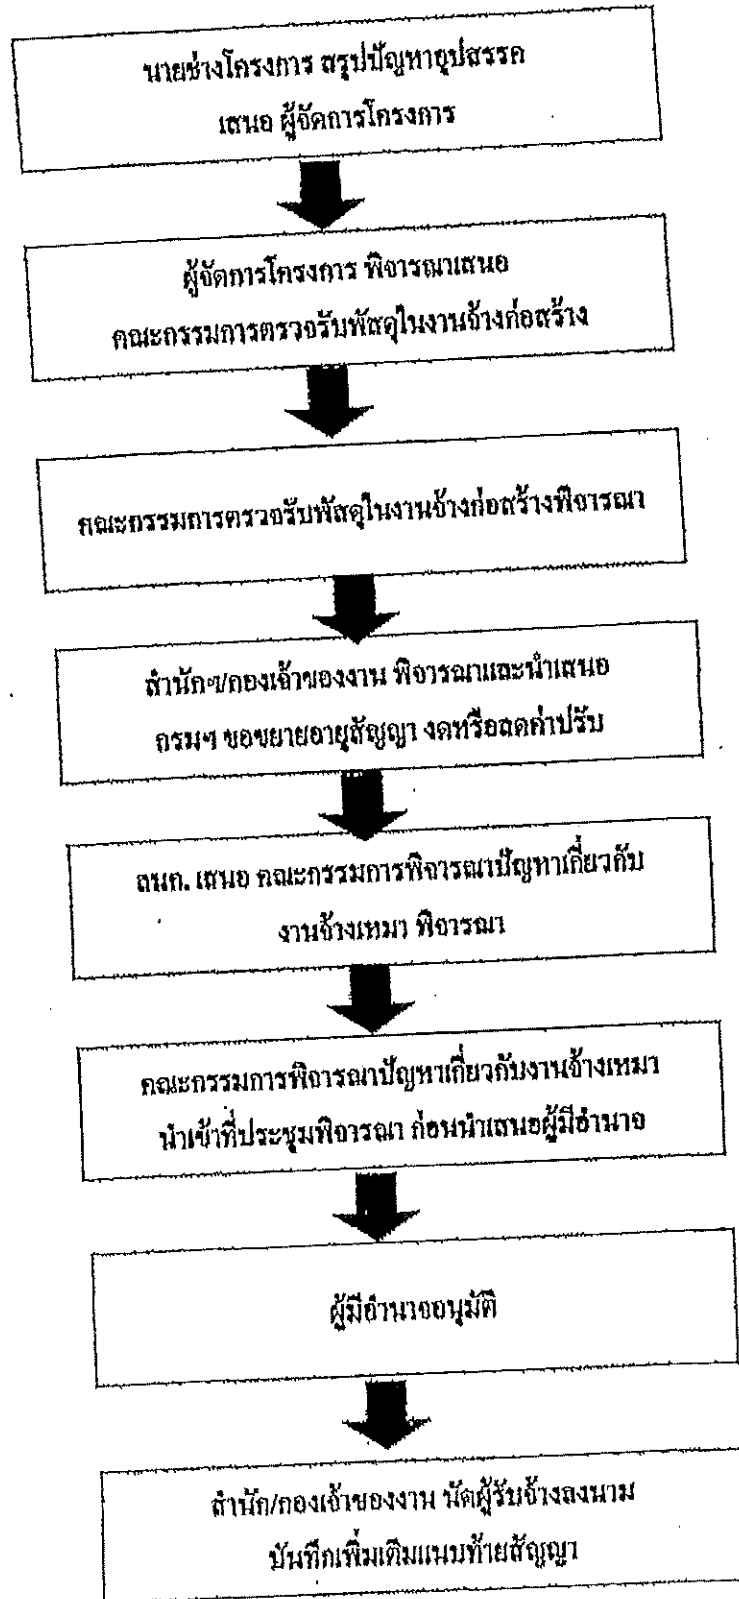 นายช่างโครงการ สรุปปัญหาอุปสรรค
เสนอ ผู้จัดการโครงการ
ผู้จัดการโครงการ พิจารณาเสนอ
คณะกรรมการตรวจรับพัสดุในงานจ้างก่อสร้าง
คณะกรรมการตรวจรับพัสดุในงานจ้างก่อสร้างพิจารณา
สำนักฯ/กองเจ้าของงาน พิจารณาและนำเสนอ
กรมฯ ขอขยายอายุสัญญา งดหรือลดค่าปรับ
ลนก. เสนอ คณะกรรมการพิจารณาปัญหาเกี่ยวกับ
งานจ้างเหมา พิจารณา
คณะกรรมการพิจารณาปัญหาเกี่ยวกับงานจ้างเหมา
นำเข้าที่ประชุมพิจารณา ก่อนนำเสนอผู้มีอำนาจ
ผู้มีอำนาจอนุมัติ
สำนัก/กองเจ้าของงาน นัดผู้รับจ้างลงนาม
บันทึกเพิ่มเติมแนบท้ายสัญญา